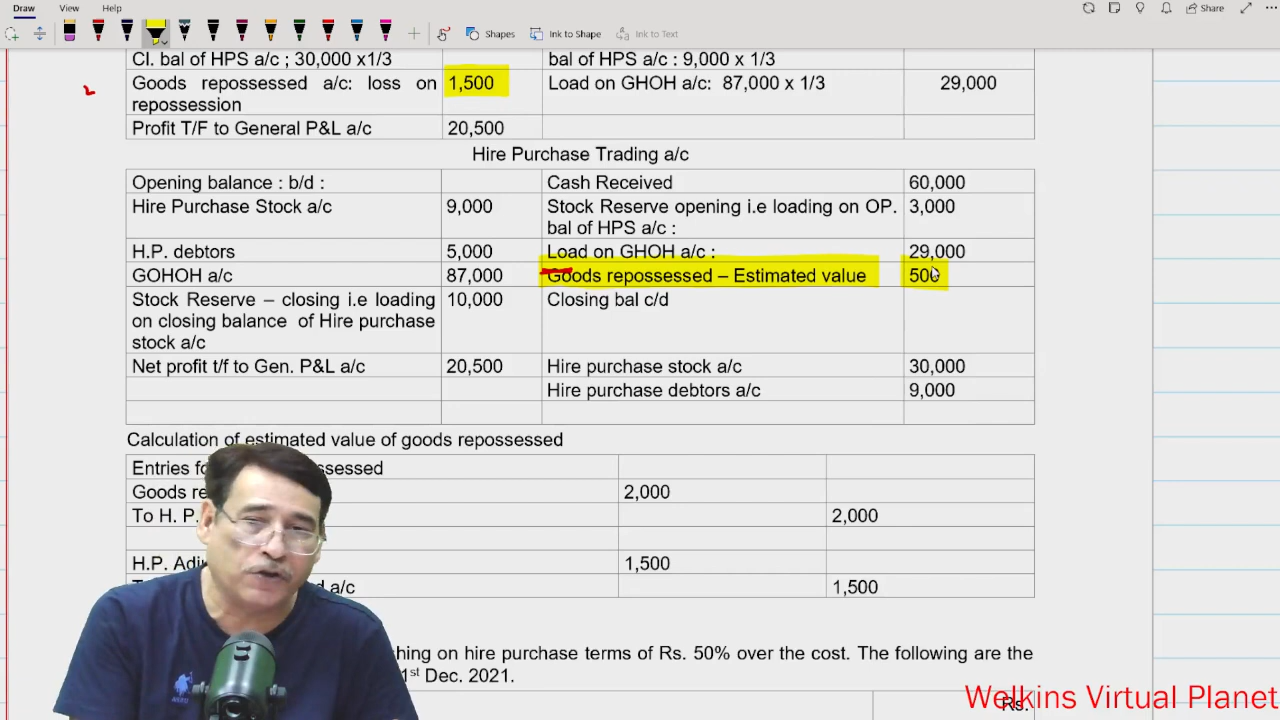 Draw View Help
Shapes Ink to Shape Ink to Text Share
Cl. bal of HPS a/c ; 30,000 x1/3 bal of HPS a/c : 9,000 x 1/3
Goods repossessed a/c: loss on 1,500 Load on GHOH a/c: 87,000 x 1/3 29,000
repossession
Profit T/F to General P&L a/c 20,500
Hire Purchase Trading a/c
Opening balance : b/d : Cash Received 60,000
Hire Purchase Stock a/c 9,000 Stock Reserve opening i.e loading on OP. 3,000
bal of HPS a/c :
H.P. debtors 5,000 Load on GHOH a/c : 29,000
GOHOH a/c 87,000 Goods repossessed – Estimated value 500
Stock Reserve – closing i.e loading 10,000 Closing bal c/d
on closing balance of Hire purchase
stock a/c
Net profit t/f to Gen. P&L a/c 20,500 Hire purchase stock a/c 30,000
Hire purchase debtors a/c 9,000
Calculation of estimated value of goods repossessed
Entries
Goods 2,000
To H. P. 2,000
H.P. 1,500
a/c 1,500
on hire purchase terms of Rs. 50% over the cost. The following are the
1st Dec. 2021.
Rs.
Welkins Virtual Planet